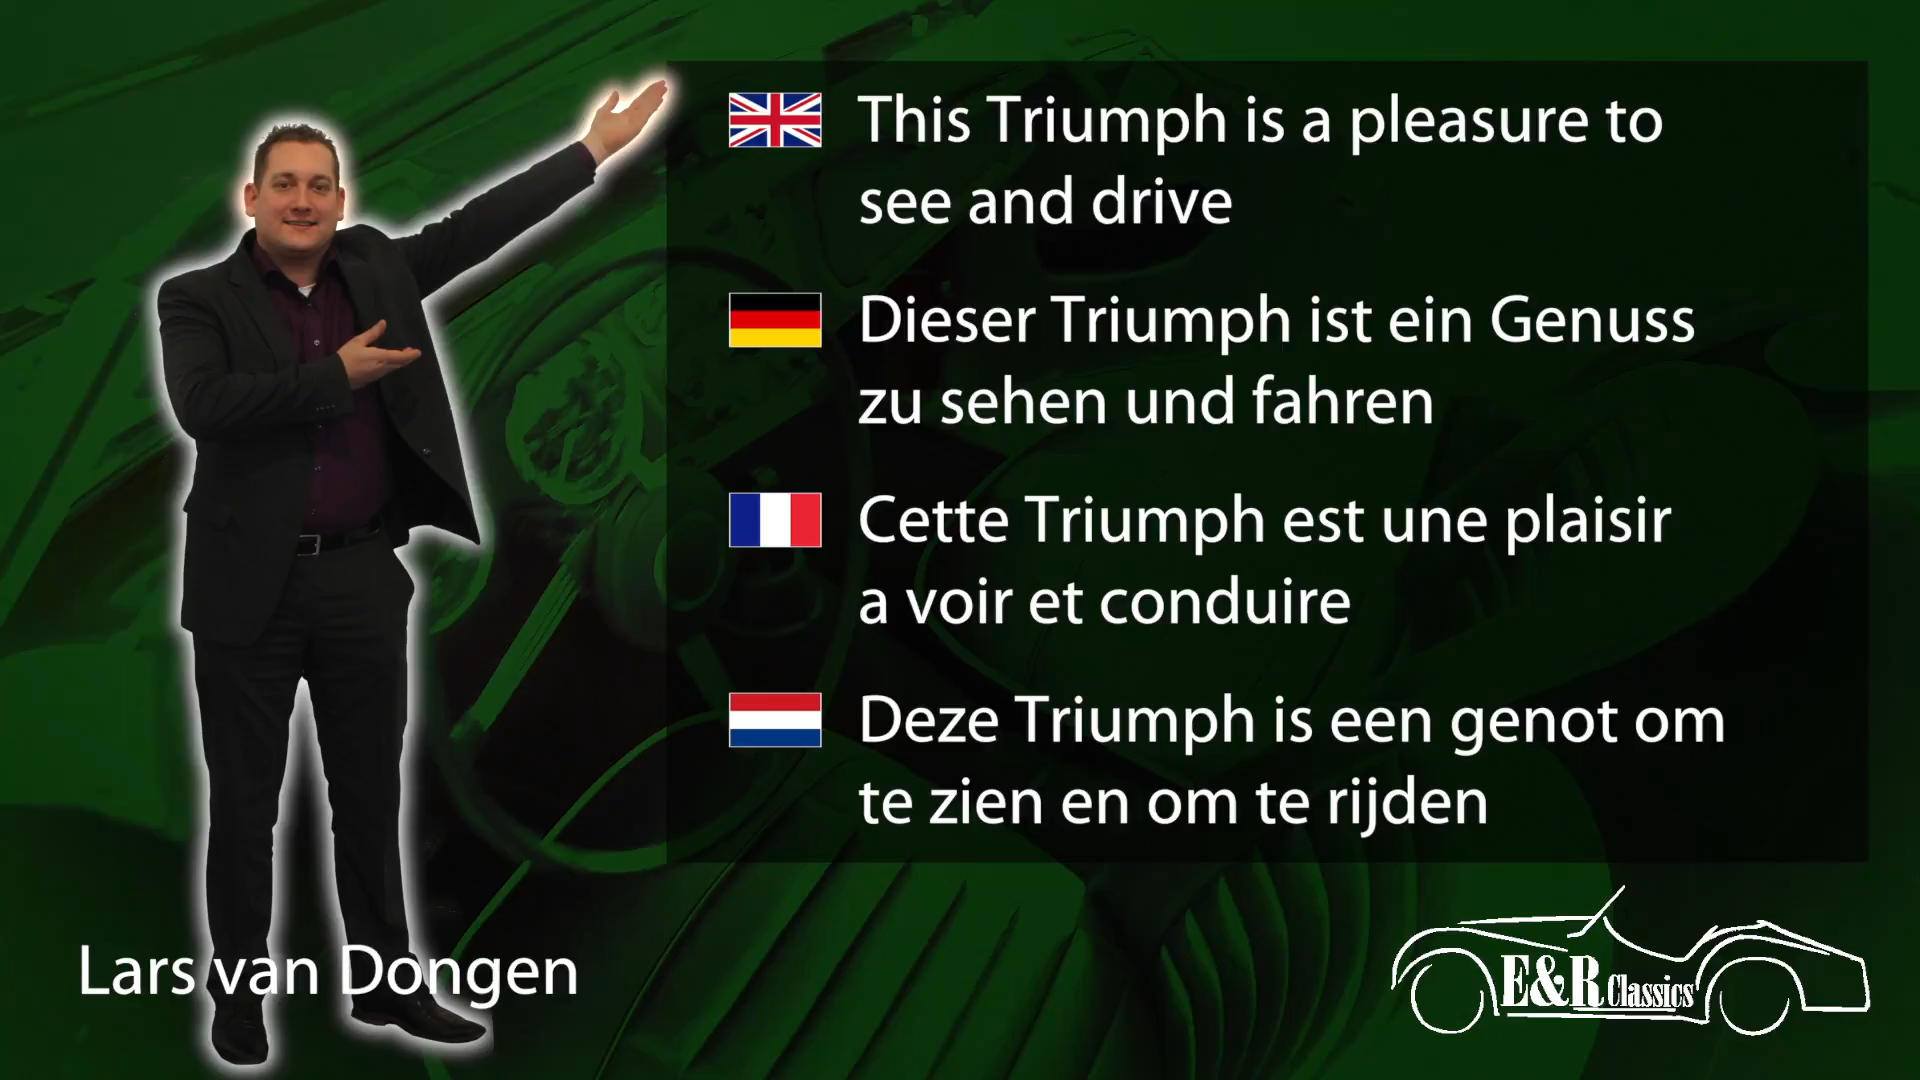 This Triumph is a pleasure to
see and drive
Dieser Triumph ist ein Genuss
zu sehen und fahren
Cette Triumph est une plaisir
a voir et conduire
Deze Triumph is een genot om
te zien en om te rijden
Lars van Dongen
E&R Classics